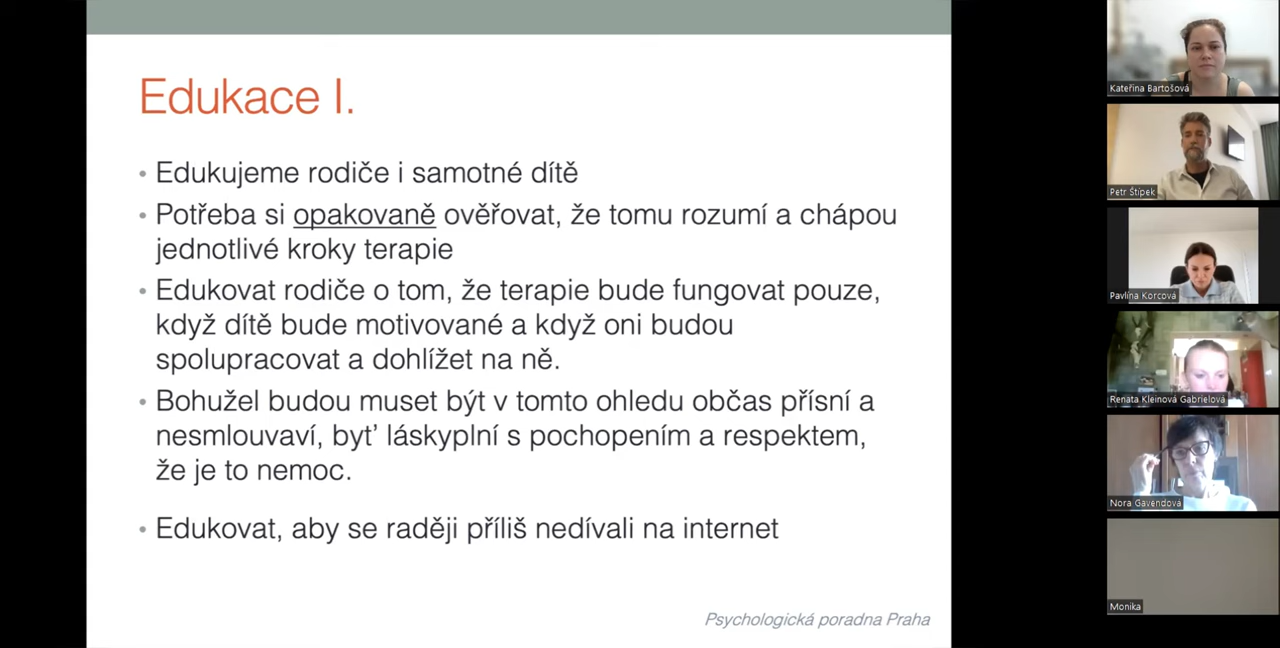 Edukace I.
• Edukujeme rodiče i samotné dítě
• Potřeba si opakovaně ověřovat, že tomu rozumí a chápou
jednotlivé kroky terapie
• Edukovat rodiče o tom, že terapie bude fungovat pouze,
když dítě bude motivované a když oni budou
spolupracovat a dohlížet na ně.
• Bohužel budou muset být v tomto ohledu občas přísní a
nesmlouvaví, byt’ láskyplní s pochopením a respektem,
že je to nemoc.
• Edukovat, aby se raději příliš nedívali na internet
Psychologická poradna Praha
Kateřina Bartošová
Petr Štípek
Pavlína Korcová
Renata Kleinová Gabrielová
Nora Gavendová
Monika